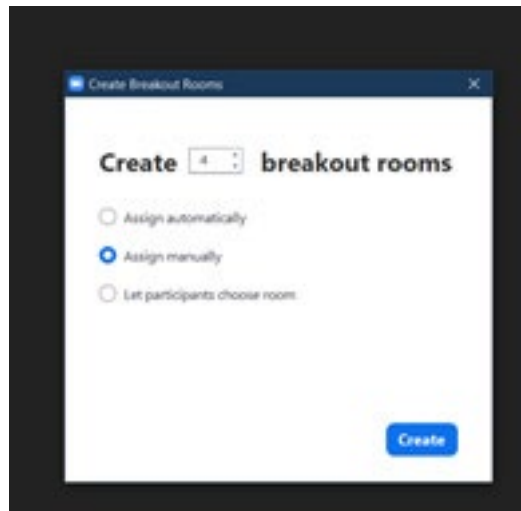 Create Breakout Rooms
Create 4 breakout rooms
Assign automatically
Assign manually
Let participants choose room
Create